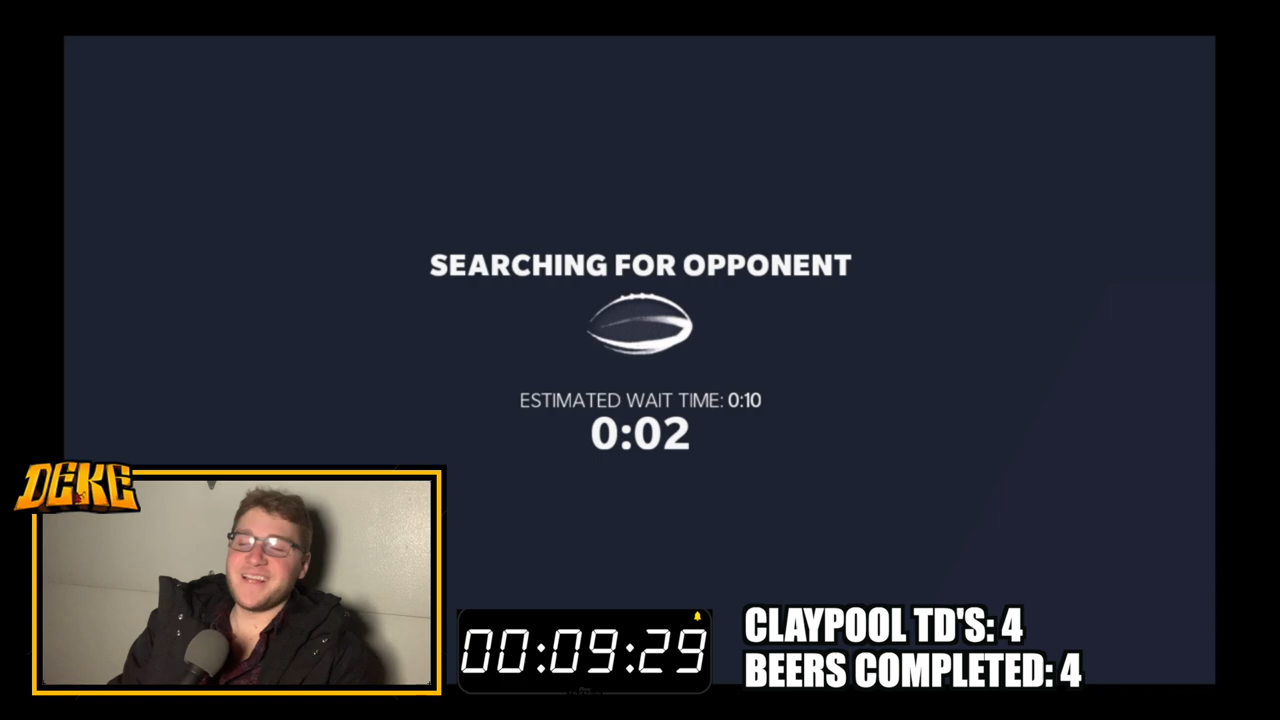 SEARCHING FOR OPPONENT
ESTIMATED WAIT TIME: 0:10
0:02
DEKE
00:09:29
CLAYPOOL TD'S: 4
BEERS COMPLETED: 4